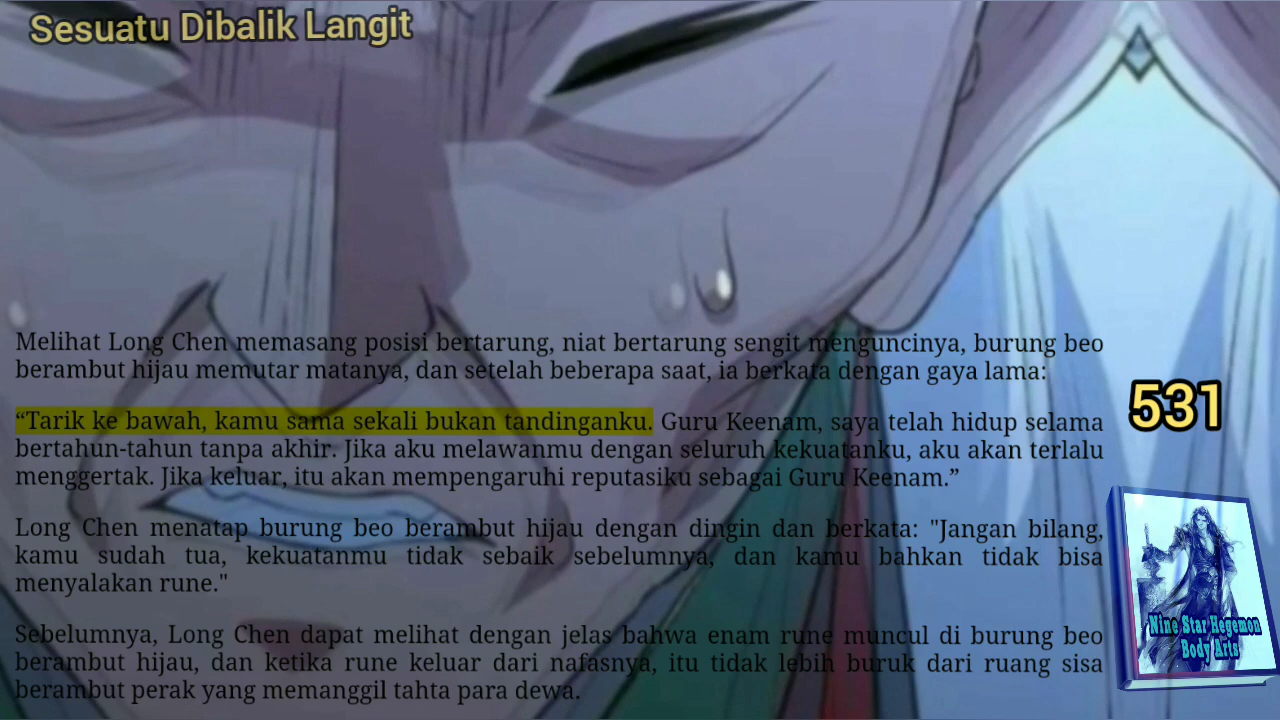 Sesuatu Dibalik Langit
Melihat Long Chen memasang posisi bertarung, niat bertarung sengit menguncinya, burung beo
berambut hijau memutar matanya, dan setelah beberapa saat, ia berkata dengan gaya lama:
“Tarik ke bawah, kamu sama sekali bukan tandinganku. Guru Keenam, saya telah hidup selama
bertahun-tahun tanpa akhir. Jika aku melawanmu dengan seluruh kekuatanku, aku akan terlalu
menggertak. Jika keluar, itu akan mempengaruhi reputasiku sebagai Guru Keenam.”
531
Long Chen menatap burung beo berambut hijau dengan dingin dan berkata: "Jangan bilang,
kamu sudah tua, kekuatanmu tidak sebaik sebelumnya, dan kamu bahkan tidak bisa
menyalakan rune."
Sebelumnya, Long Chen dapat melihat dengan jelas bahwa enam rune muncul di burung beo
berambut hijau, dan ketika rune keluar dari nafasnya, itu tidak lebih buruk dari ruang sisa
berambut perak yang memanggil tahta para dewa.
Nine Star Hegemon
Body Arts